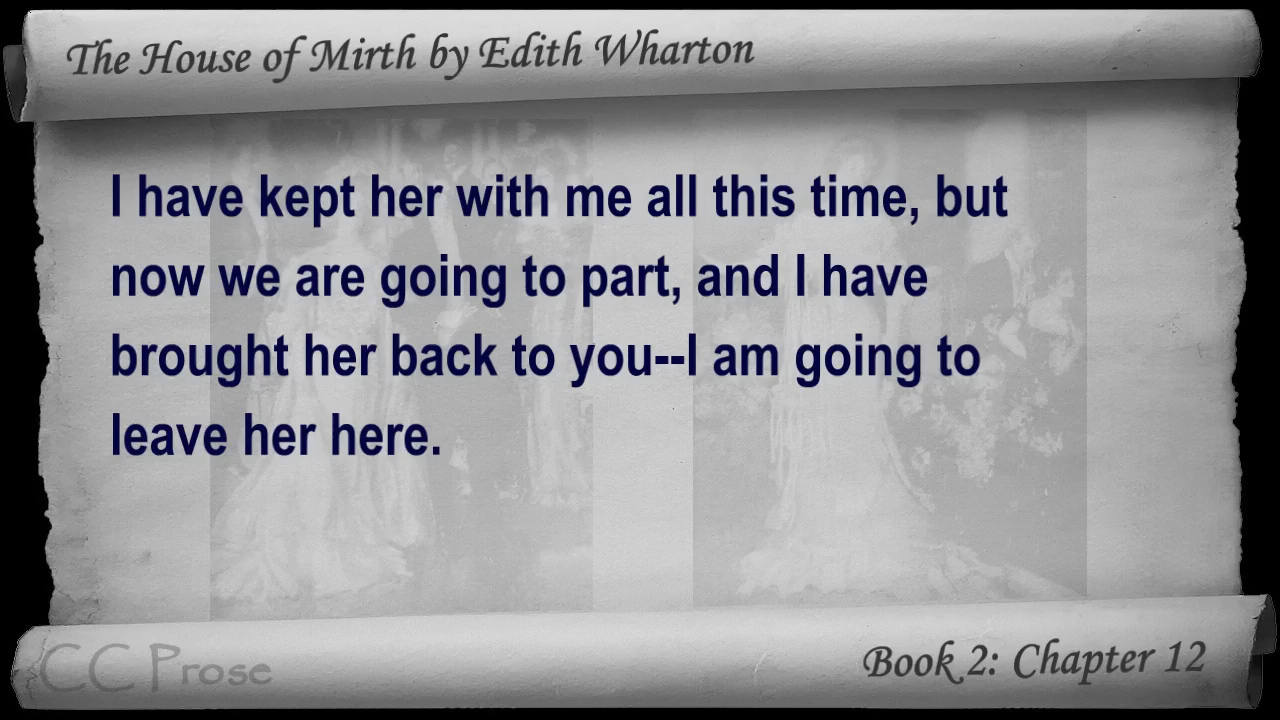 The House of Mirth by Edith Wharton
I have kept her with me all this time, but
now we are going to part, and I have
brought her back to you--I am going to
leave her here.
CC Prose
Book 2: Chapter 12